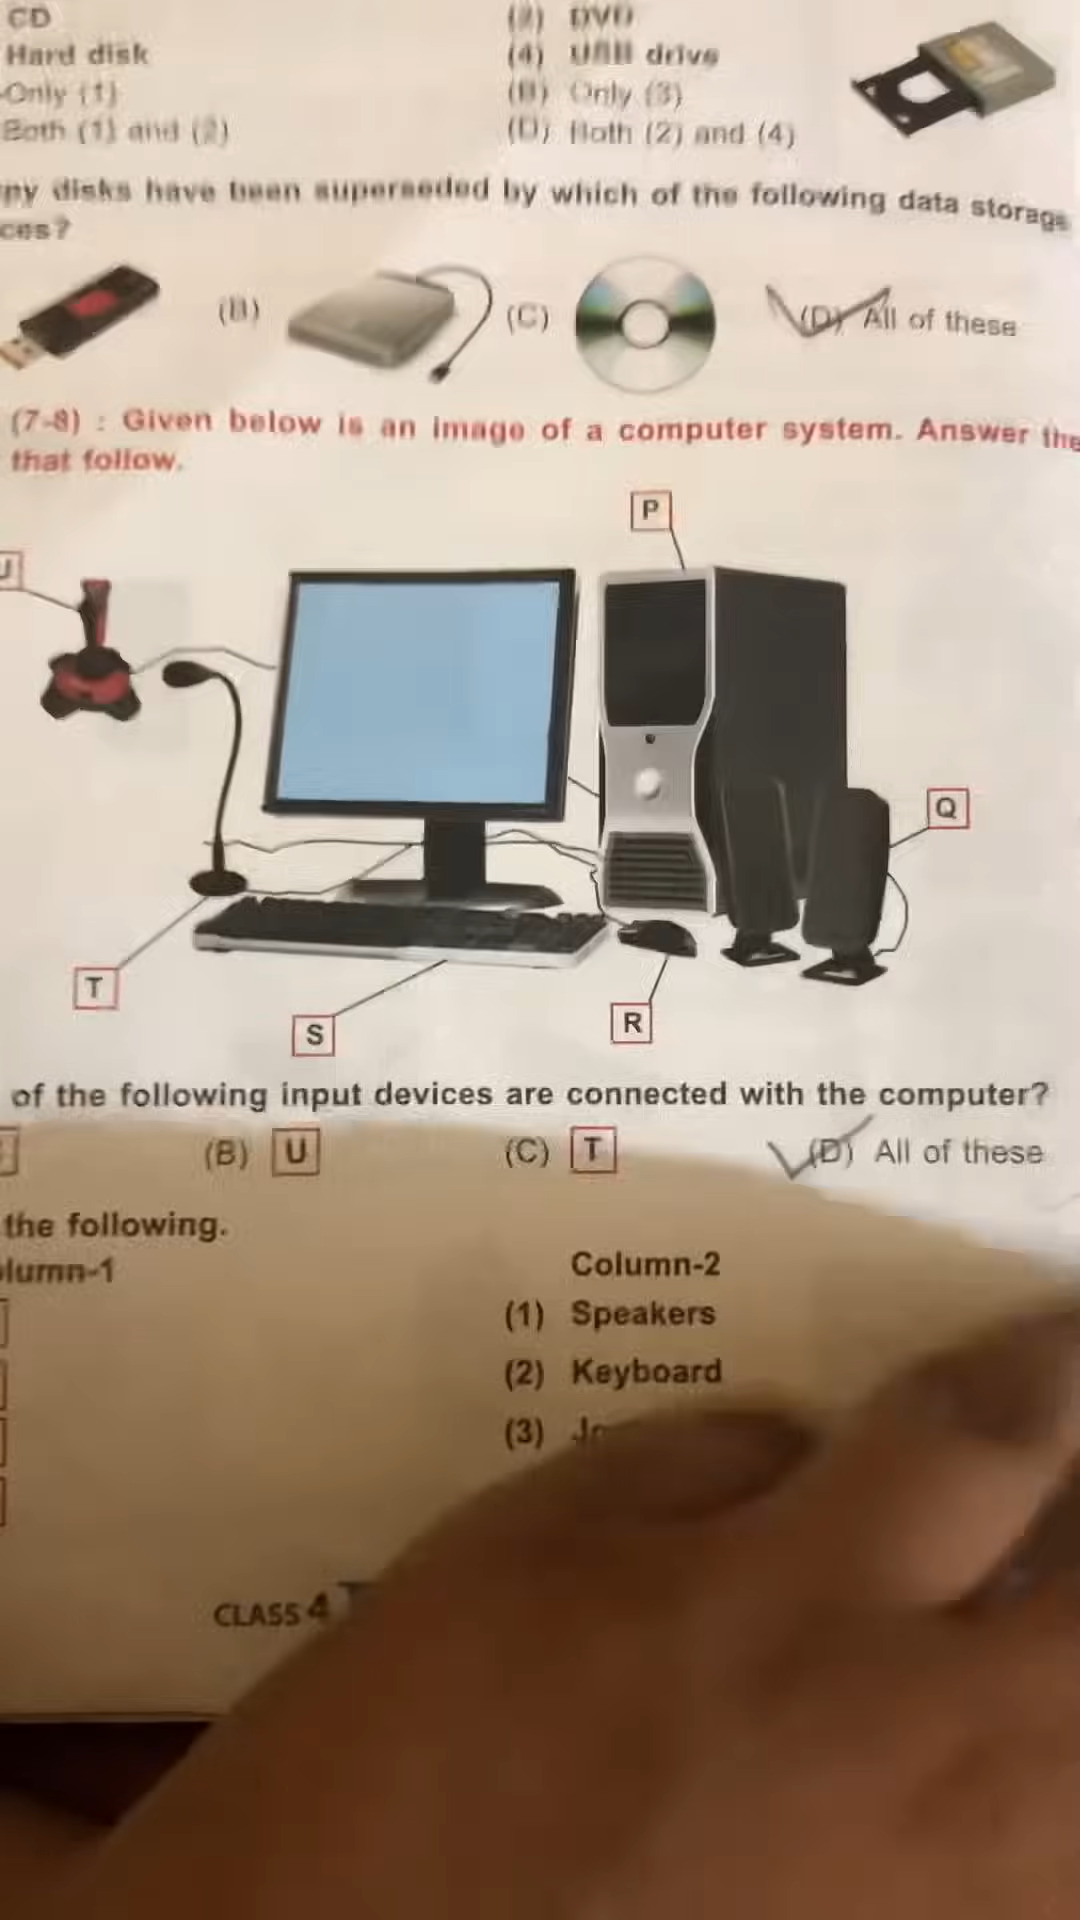 CD (2) DVD
Hard disk (4) USB drive
Only (1) (B) Only (3)
Both (1) and (2) (D) Both (2) and (4)
disks have been superseded by which of the following data storage
(B) (C) (D) All of these
(7-8) : Given below is an image of a computer system. Answer the
that follow.
P
U
Q
T
S
R
of the following input devices are connected with the computer?
(B) U (C) T (D) All of these
the following.
Column-2
(1) Speakers
(2) Keyboard
(3)
CLASS 4